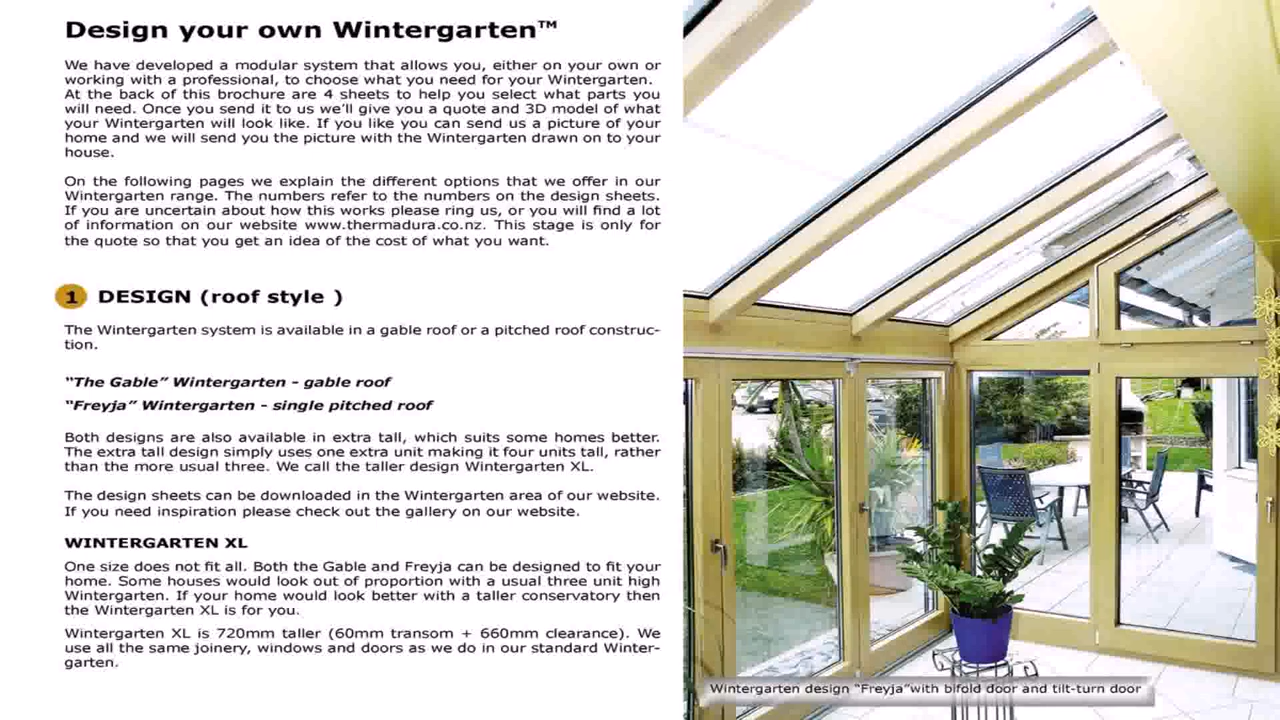 Design your own Wintergarten™
We have developed a modular system that allows you, either on your own or
working with a professional, to choose what you need for your Wintergarten.
At the back of this brochure are 4 sheets to help you select what parts you
will need. Once you send it to us we'll give you a quote and 3D model of what
your Wintergarten will look like. If you like you can send us a picture of your
home and we will send you the picture with the Wintergarten drawn on to your
house.
On the following pages we explain the different options that we offer in our
Wintergarten range. The numbers refer to the numbers on the design sheets.
If you are uncertain about how this works please ring us, or you will find a lot
of information on our website www.thermadura.co.nz. This stage is only for
the quote so that you get an idea of the cost of what you want.
1 DESIGN (roof style )
The Wintergarten system is available in a gable roof or a pitched roof construc-
tion.
“The Gable” Wintergarten - gable roof
“Freyja” Wintergarten - single pitched roof
Both designs are also available in extra tall, which suits some homes better.
The extra tall design simply uses one extra unit making it four units tall, rather
than the more usual three. We call the taller design Wintergarten XL.
The design sheets can be downloaded in the Wintergarten area of our website.
If you need inspiration please check out the gallery on our website.
WINTERGARTEN XL
One size does not fit all. Both the Gable and Freyja can be designed to fit your
home. Some houses would look out of proportion with a usual three unit high
Wintergarten. If your home would look better with a taller conservatory then
the Wintergarten XL is for you.
Wintergarten XL is 720mm taller (60mm transom + 660mm clearance). We
use all the same joinery, windows and doors as we do in our standard Winter-
garten.
Wintergarten design “Freyja”with bifold door and tilt-turn door